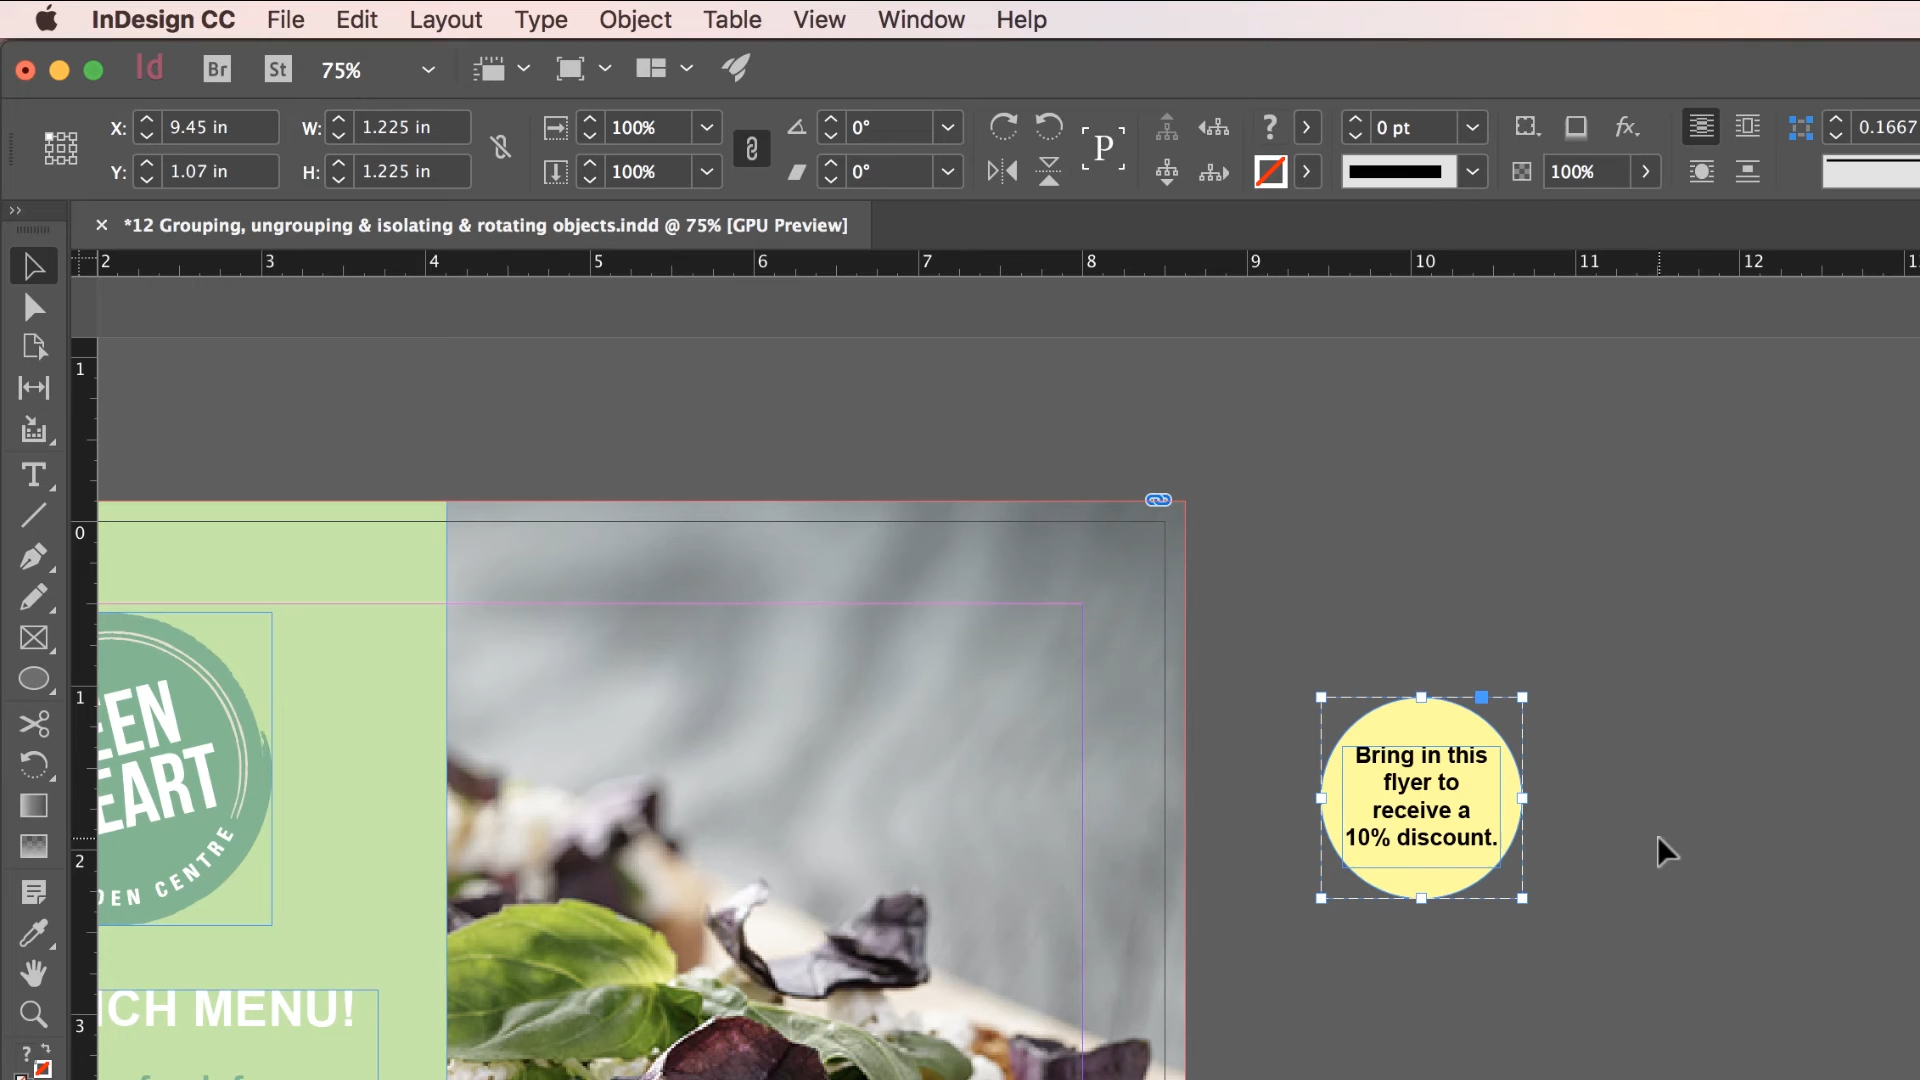 InDesign CC File Edit Layout Type Object Table View Window Help
Id Br St 75%
X: 9.45 in W: 1.225 in 100% 0° ? 0 pt fx. 0.1667
P
Y: 1.07 in H: 1.225 in 100% 0° 100%
*12 Grouping, ungrouping & isolating & rotating objects.indd @ 75% [GPU Preview]
2 3 4 5 6 7 8 9 10 11 12
1
0
1
2
3
EEN
EART
DEN CENTRE
Bring in this
flyer to
receive a
10% discount.
NCH MENU!
T
?